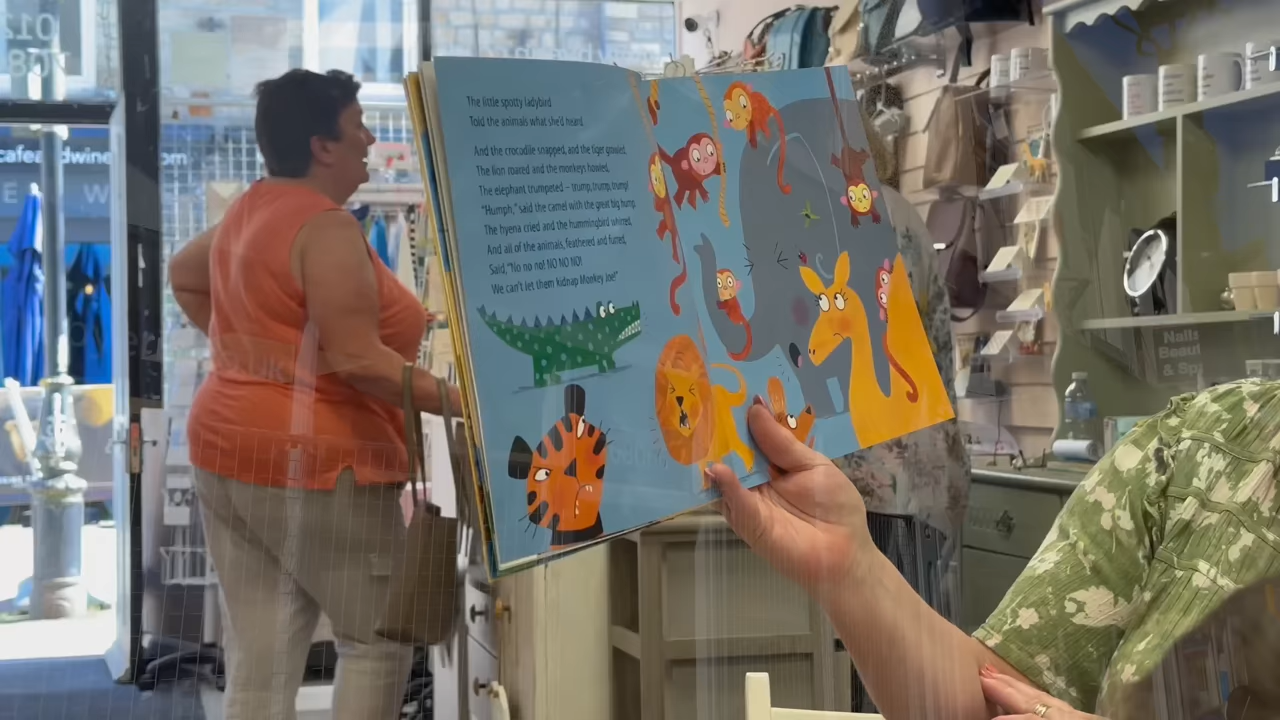 The little spotty ladybird
Told the animals what she'd heard.
And the crocodile snapped, and the tiger growled,
The lion roared and the monkeys howled,
The elephant trumpeted – trump, trump, trump!
"Humph," said the camel with the great big hump.
The hyena cried and the hummingbird whirred,
And all of the animals, feathered and furred,
Said, "No no no! NO NO NO!
We can't let them kidnap Monkey Joe!"
Nails
Beaut
& Sp